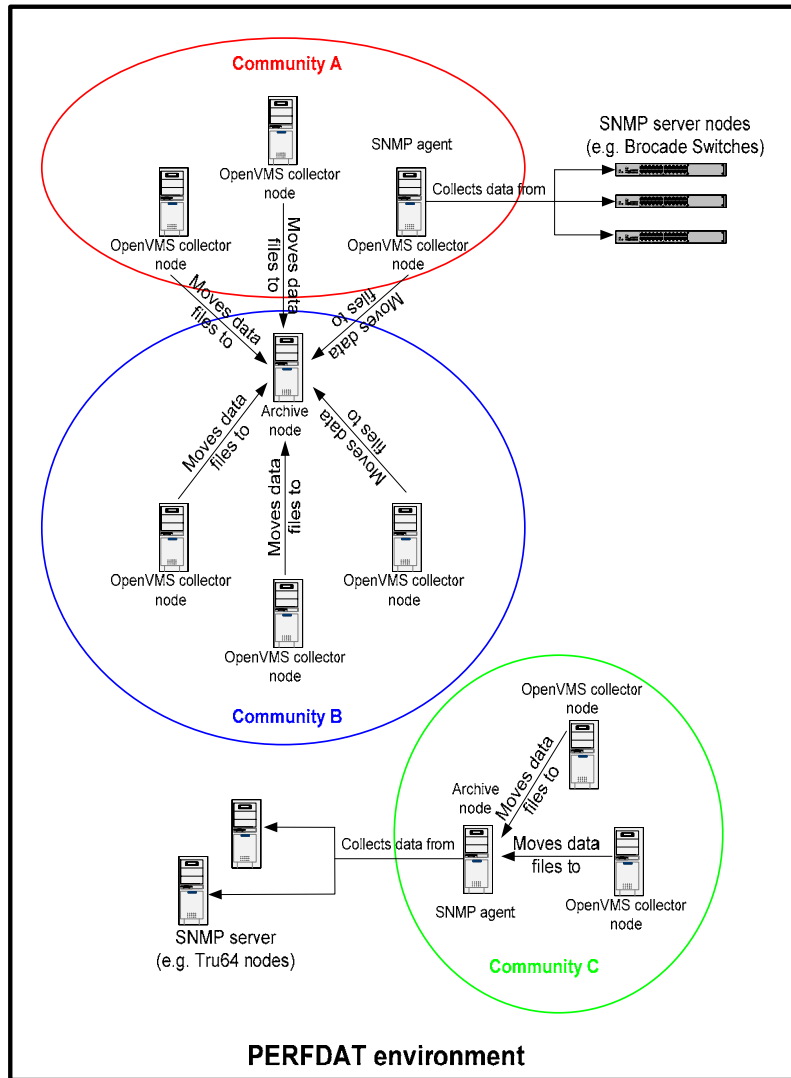 Community A
SNMP server nodes
(e.g. Brocade Switches)
SNMP agent
OpenVMS collector
node
Collects data from
OpenVMS collector
node
OpenVMS collector
node
Moves data
files to
Moves data
files to
Moves data
files to
Archive
node
Moves data
files to
Moves data
files to
Moves data
files to
OpenVMS collector
node
OpenVMS collector
node
OpenVMS collector
node
Community B
OpenVMS collector
node
Moves data
files to
Archive
node
Collects data from
Moves data
files to
SNMP agent
OpenVMS collector
node
SNMP server
(e.g. Tru64 nodes)
Community C
PERFDAT environment